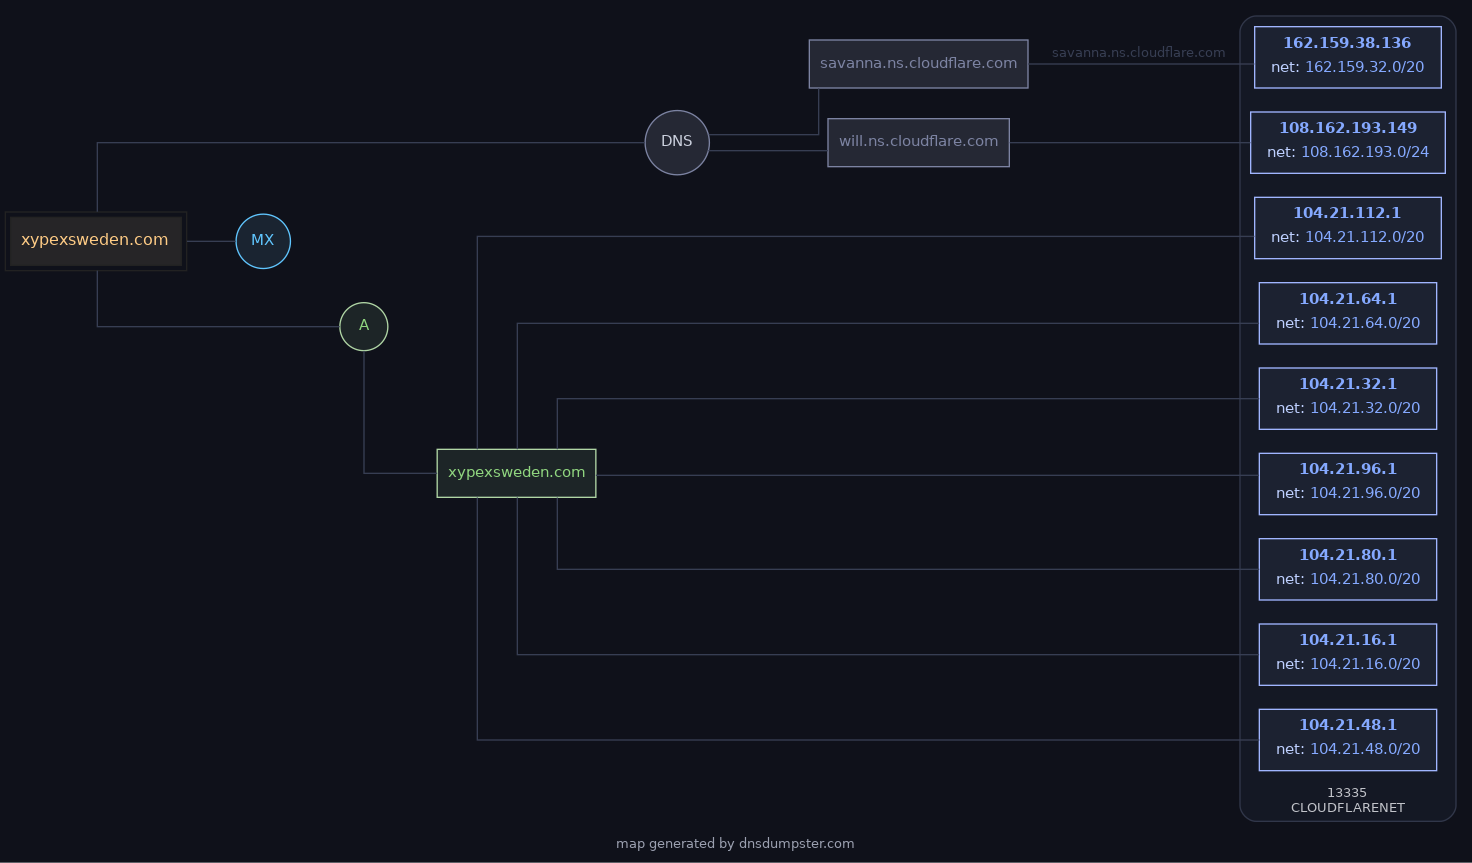 savanna.ns.cloudflare.com
savanna.ns.cloudflare.com
162.159.38.136
net: 162.159.32.0/20
DNS
will.ns.cloudflare.com
108.162.193.149
net: 108.162.193.0/24
xypexsweden.com
MX
104.21.112.1
net: 104.21.112.0/20
A
104.21.64.1
net: 104.21.64.0/20
104.21.32.1
net: 104.21.32.0/20
xypexsweden.com
104.21.96.1
net: 104.21.96.0/20
104.21.80.1
net: 104.21.80.0/20
104.21.16.1
net: 104.21.16.0/20
104.21.48.1
net: 104.21.48.0/20
13335
CLOUDFLARENET
map generated by dnsdumpster.com